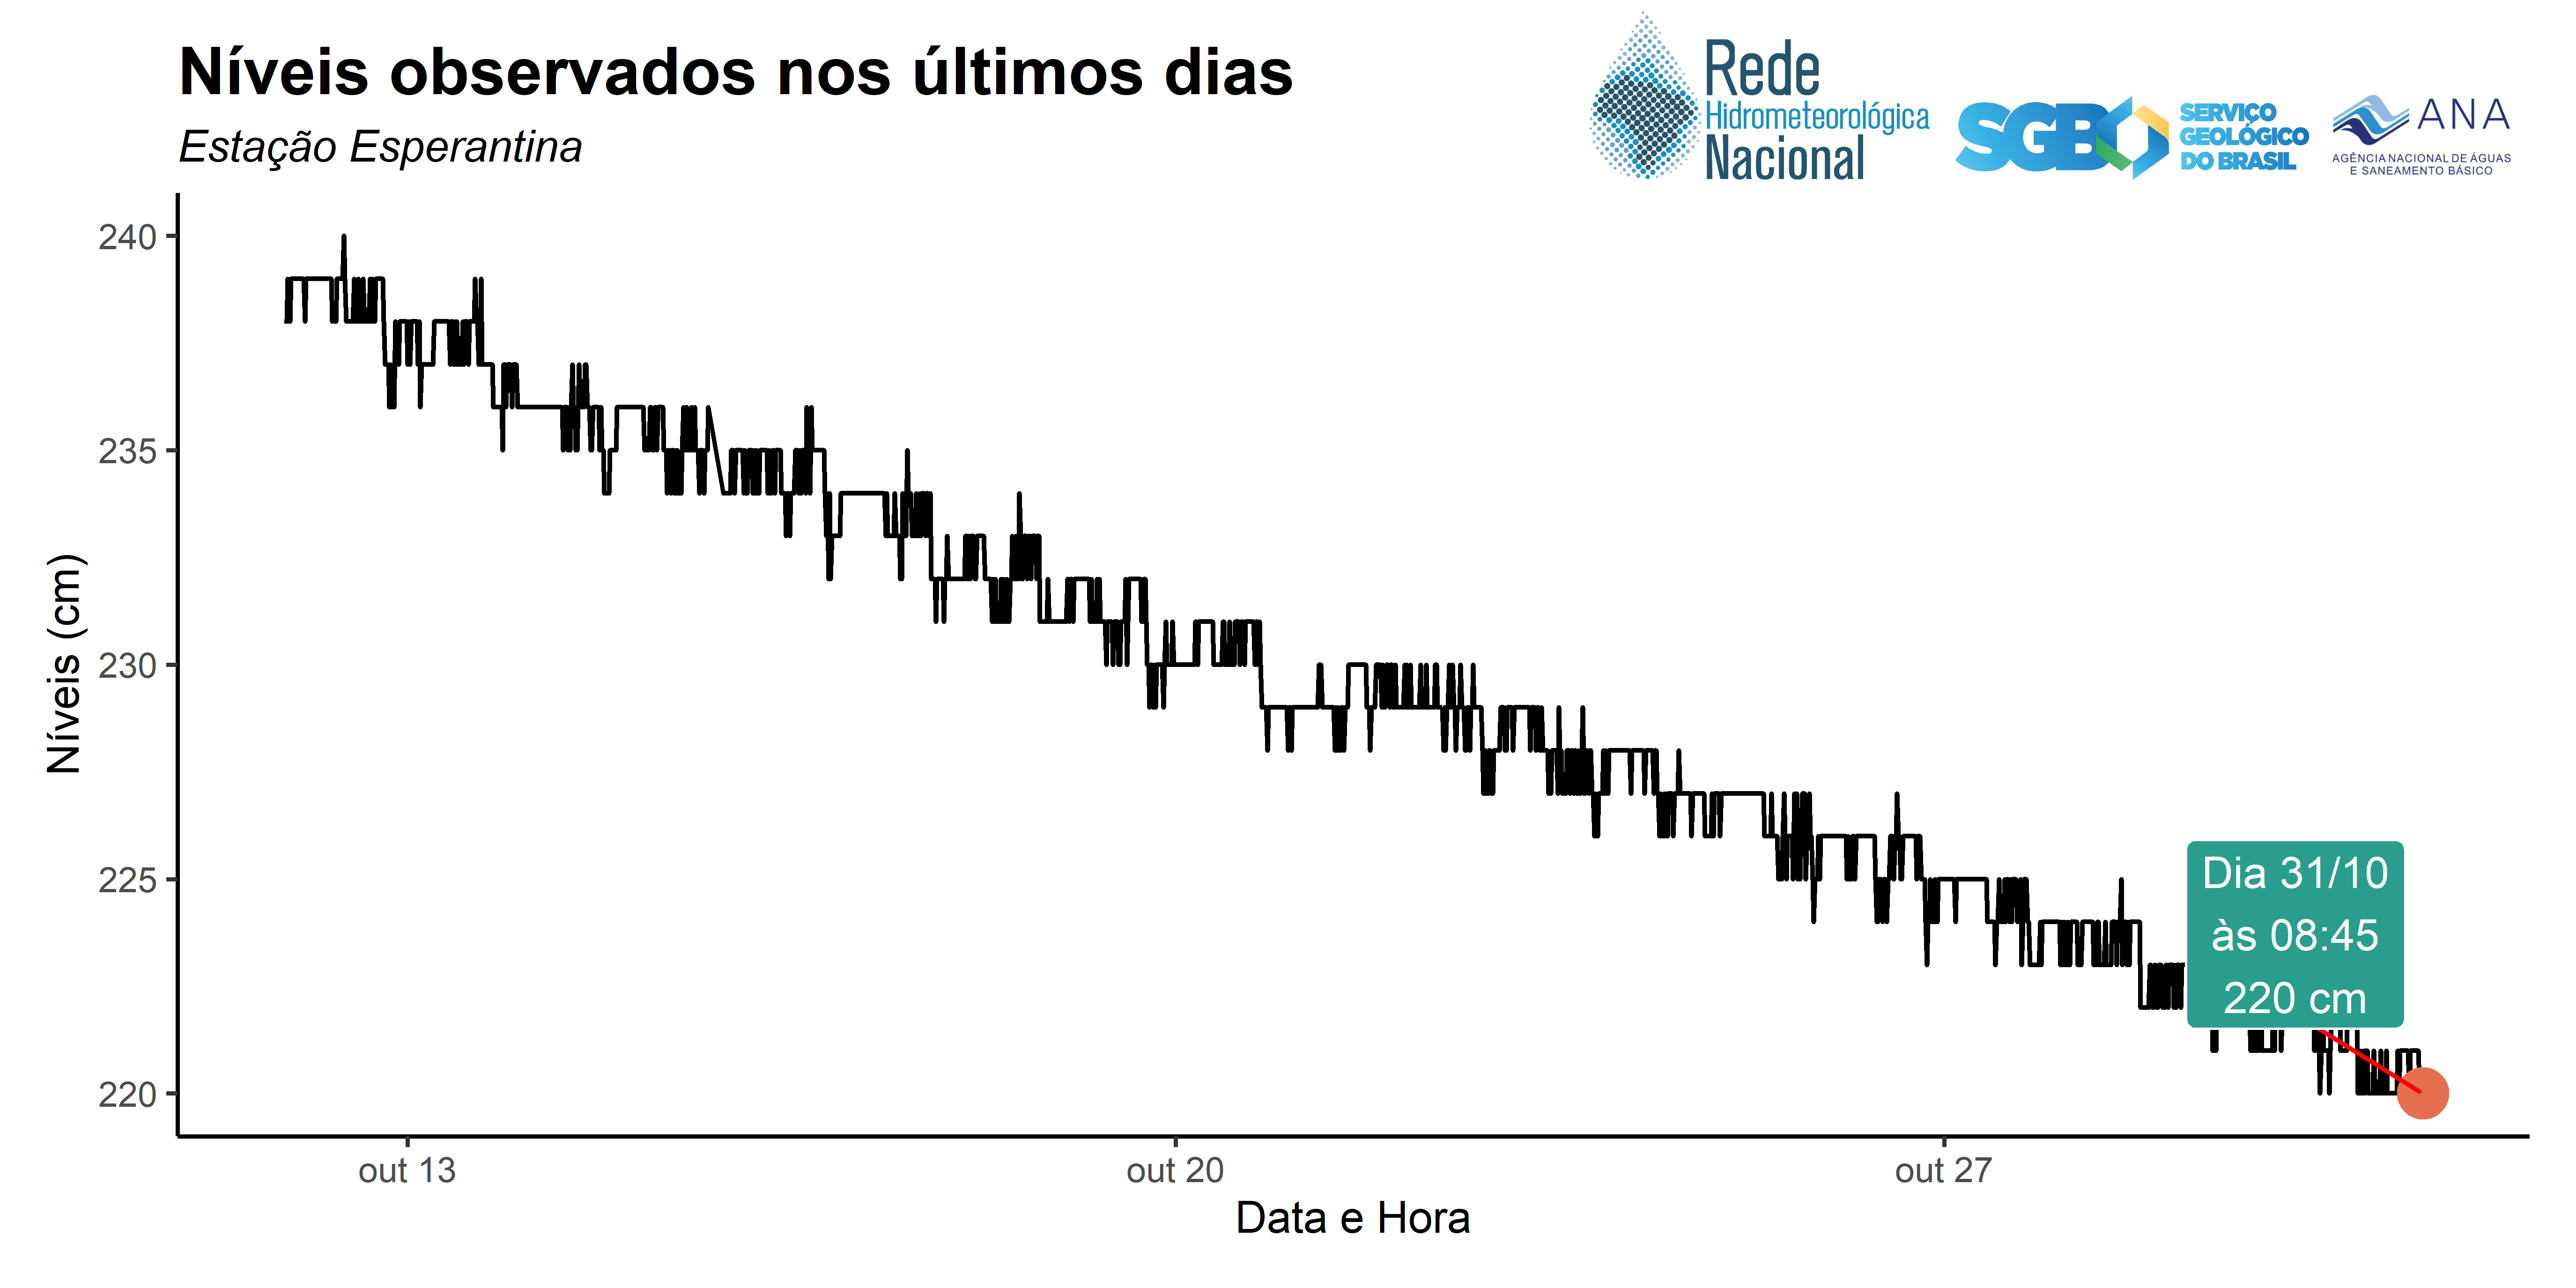 Níveis observados nos últimos dias
Estação Esperantina
Rede
Hidrometeorológica
Nacional
SGB
SERVIÇO
GEOLÓGICO
DO BRASIL
ANA
AGÊNCIA NACIONAL DE ÁGUAS
E SANEAMENTO BÁSICO
Níveis (cm)
240
235
230
225
220
Dia 31/10
às 08:45
220 cm
out 13
out 20
out 27
Data e Hora